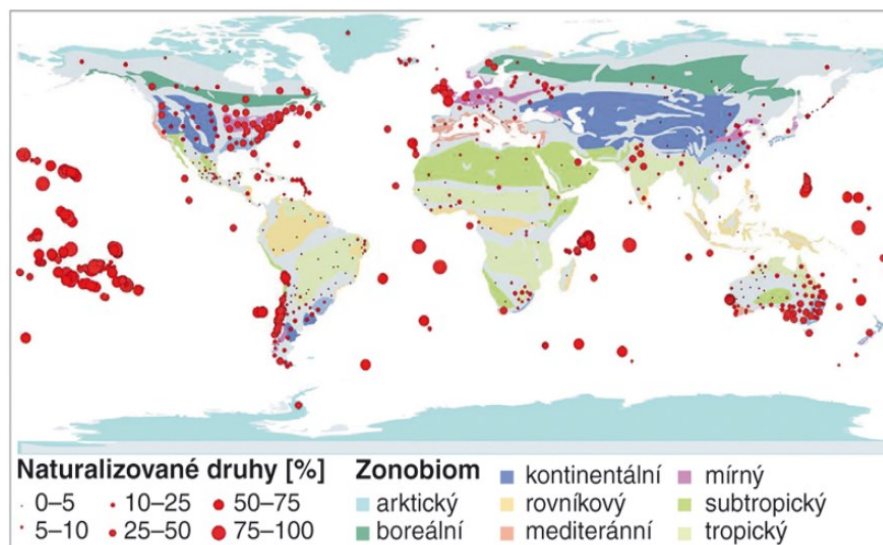 Naturalizované druhy [%]
0–5
10–25
50–75
5–10
25–50
75–100
Zonobiom
kontinentální
mírný
arktický
rovníkový
subtropický
boreální
mediteránní
tropický